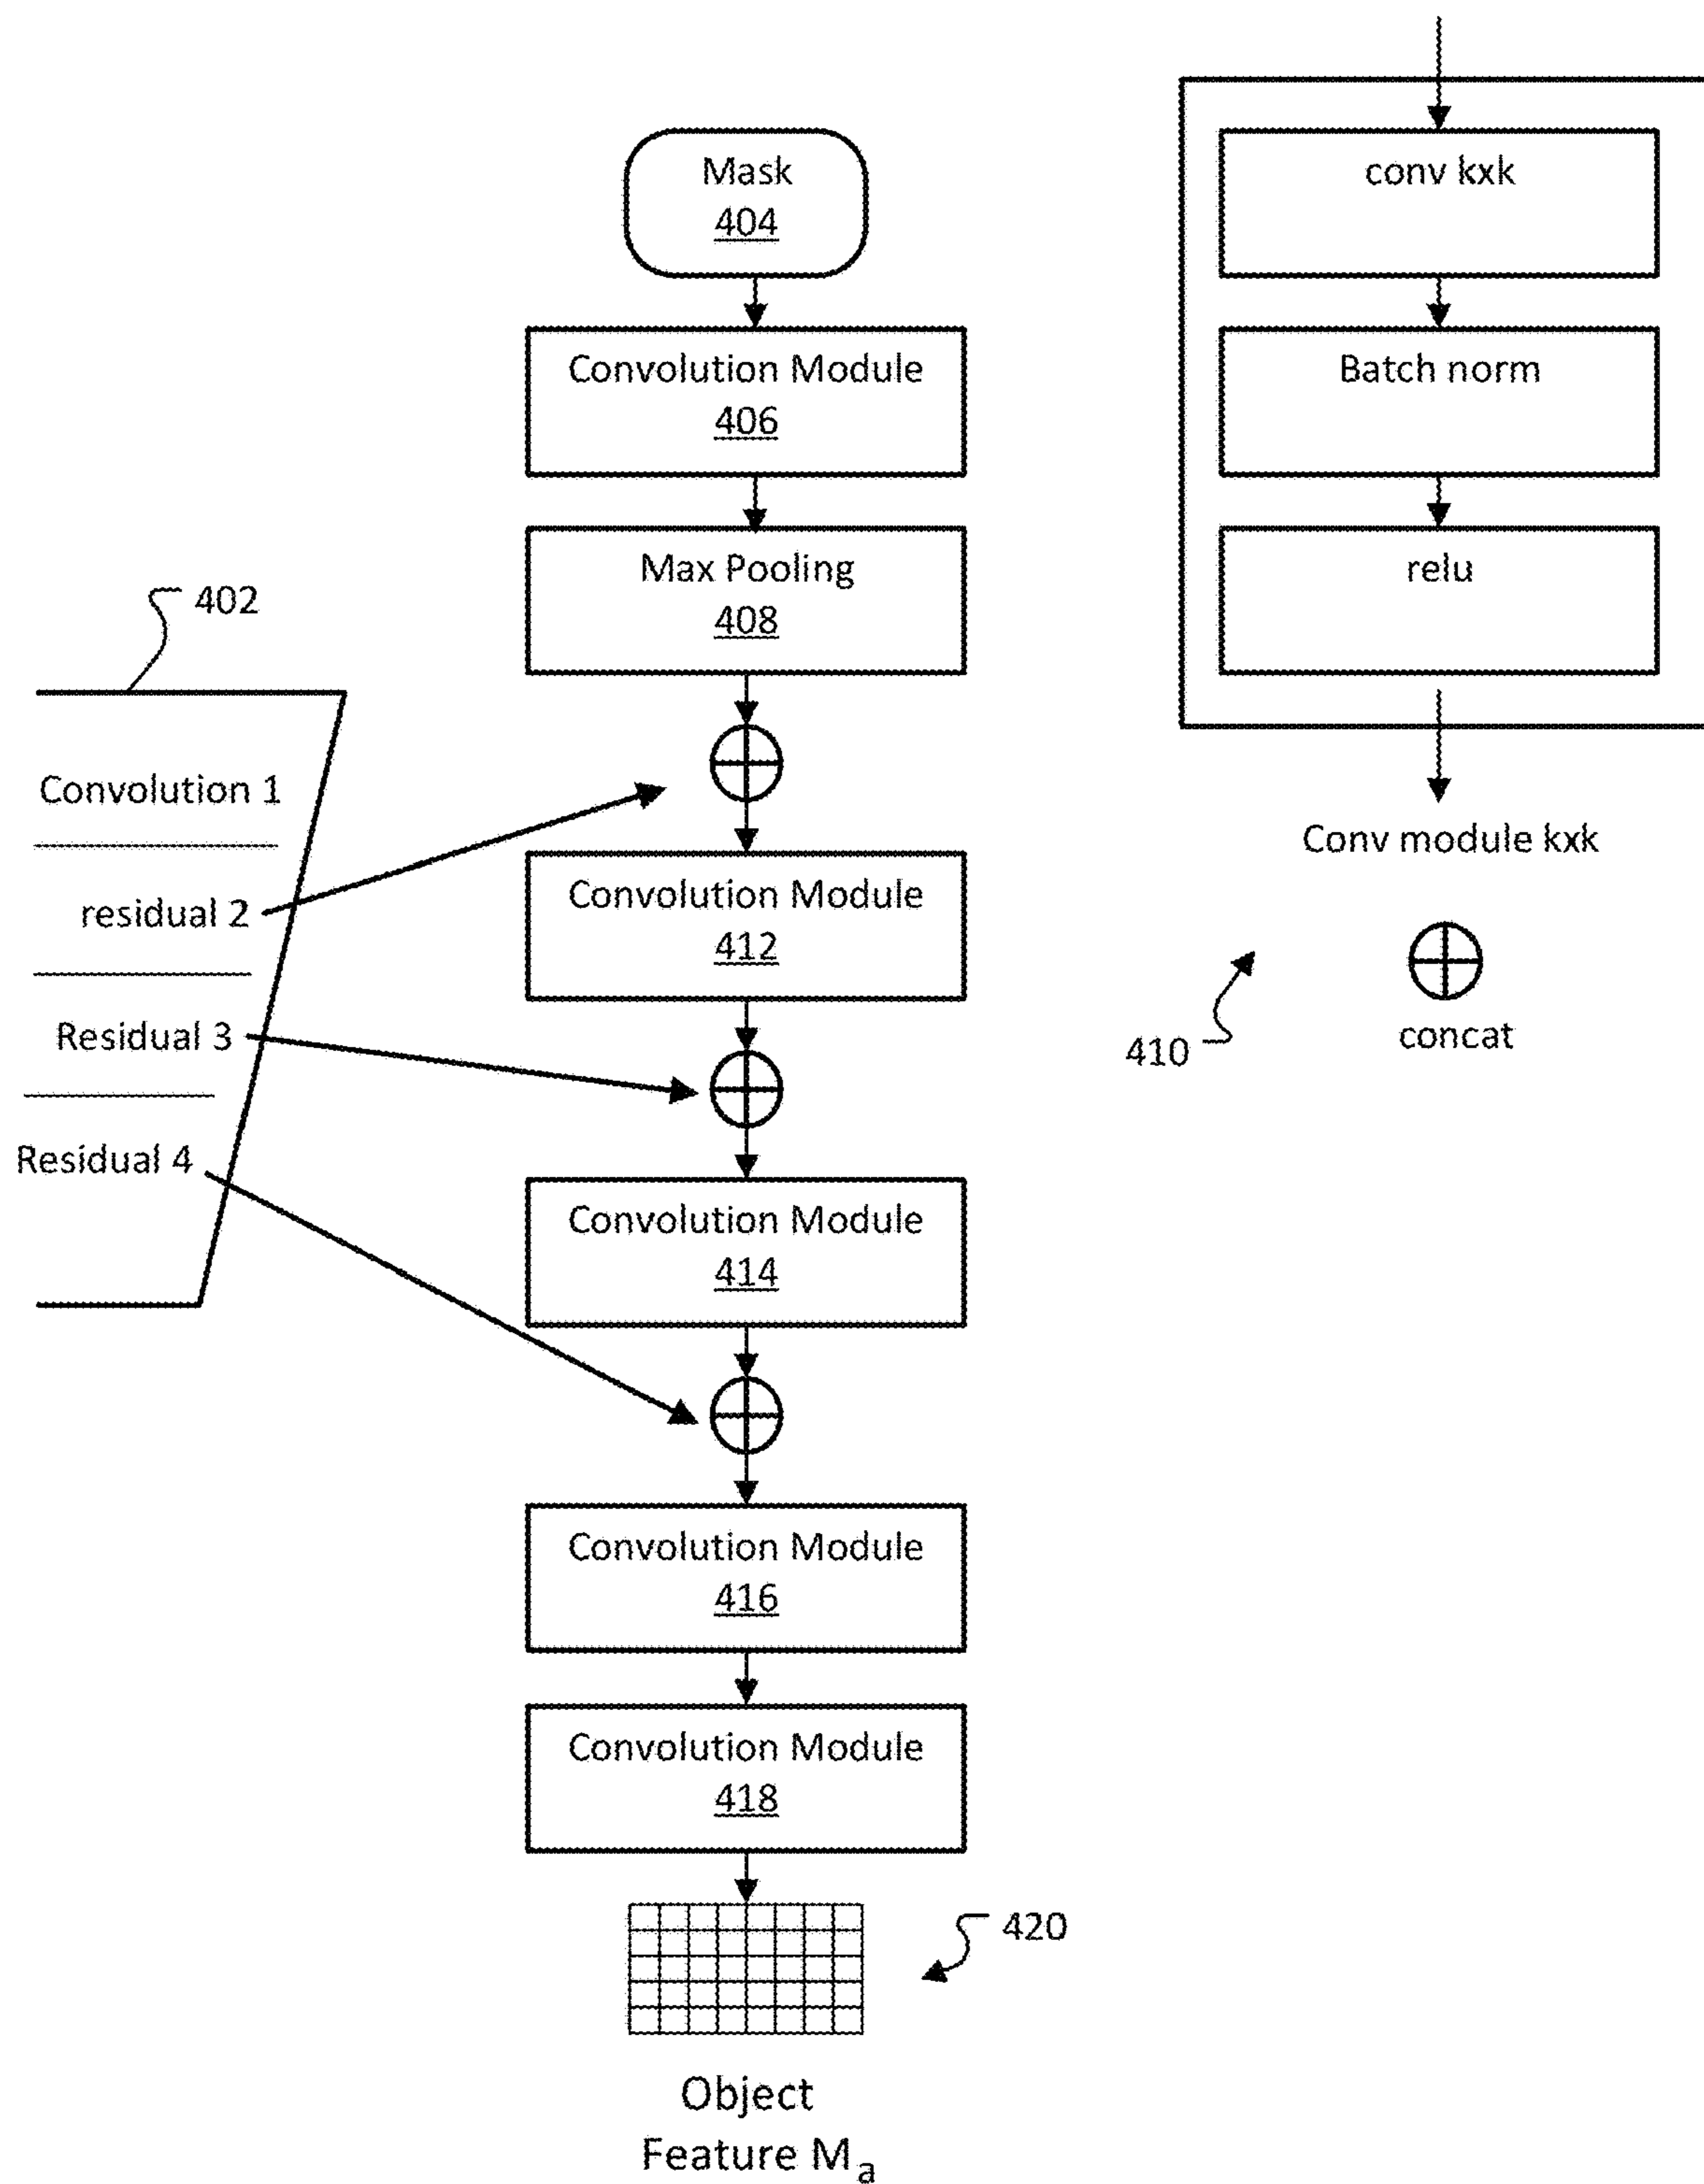 Mask
404
Convolution Module
406
Max Pooling
408
402
Convolution 1
residual 2
Residual 3
Residual 4
Convolution Module
412
Convolution Module
414
Convolution Module
416
Convolution Module
418
420
Object
Feature Mₐ
conv kxk
Batch norm
relu
Conv module kxk
410
concat